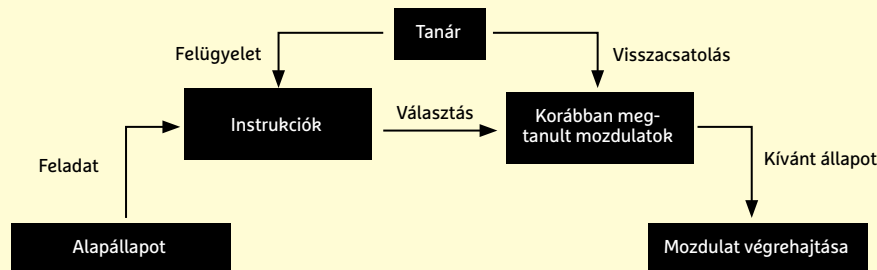 Tanár
Felügyelet
Visszacsatolás
Instrukciók
Választás
Korábban meg-
tanult mozdulatok
Feladat
Kívánt állapot
Alapállapot
Mozdulat végrehajtása